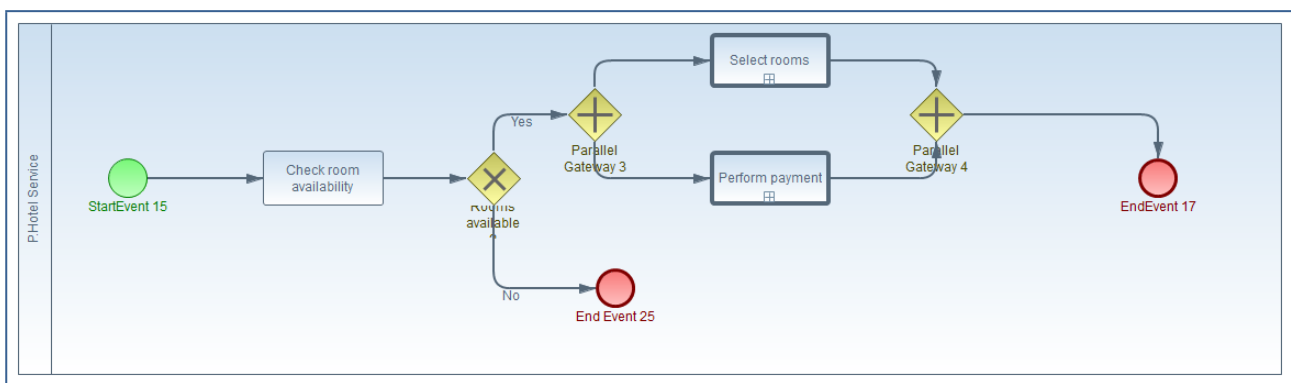 P.Hotel Service
StartEvent 15
Check room
availability
Rooms
available
?
Yes
No
Parallel
Gateway 3
Select rooms
Perform payment
Parallel
Gateway 4
EndEvent 17
End Event 25